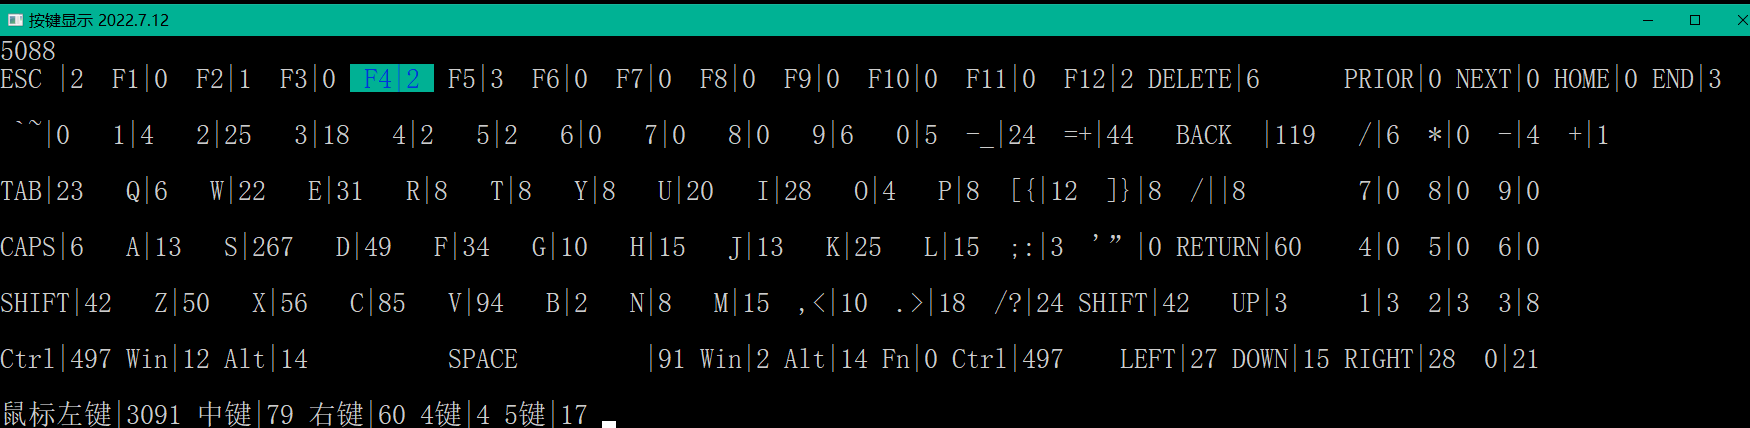 按键显示 2022.7.12
5088
ESC |2  F1|0  F2|1  F3|0  F4|2  F5|3  F6|0  F7|0  F8|0  F9|0  F10|0  F11|0  F12|2 DELETE|6      PRIOR|0 NEXT|0 HOME|0 END|3
`~|0   1|4   2|25   3|18   4|2   5|2   6|0   7|0   8|0   9|6   0|5  -_|24  =+|44   BACK  |119   /|6  *|0  -|4  +|1
TAB|23   Q|6   W|22   E|31   R|8   T|8   Y|8   U|20   I|28   O|4   P|8  [{|12  ]}|8  /||8        7|0  8|0  9|0
CAPS|6   A|13   S|267   D|49   F|34   G|10   H|15   J|13   K|25   L|15  ;:|3  '”|0 RETURN|60    4|0  5|0  6|0
SHIFT|42   Z|50   X|56   C|85   V|94   B|2   N|8   M|15  ,<|10  .>|18  /?|24 SHIFT|42   UP|3     1|3  2|3  3|8
Ctrl|497 Win|12 Alt|14          SPACE         |91 Win|2 Alt|14 Fn|0 Ctrl|497    LEFT|27 DOWN|15 RIGHT|28  0|21
鼠标左键|3091 中键|79 右键|60 4键|4 5键|17